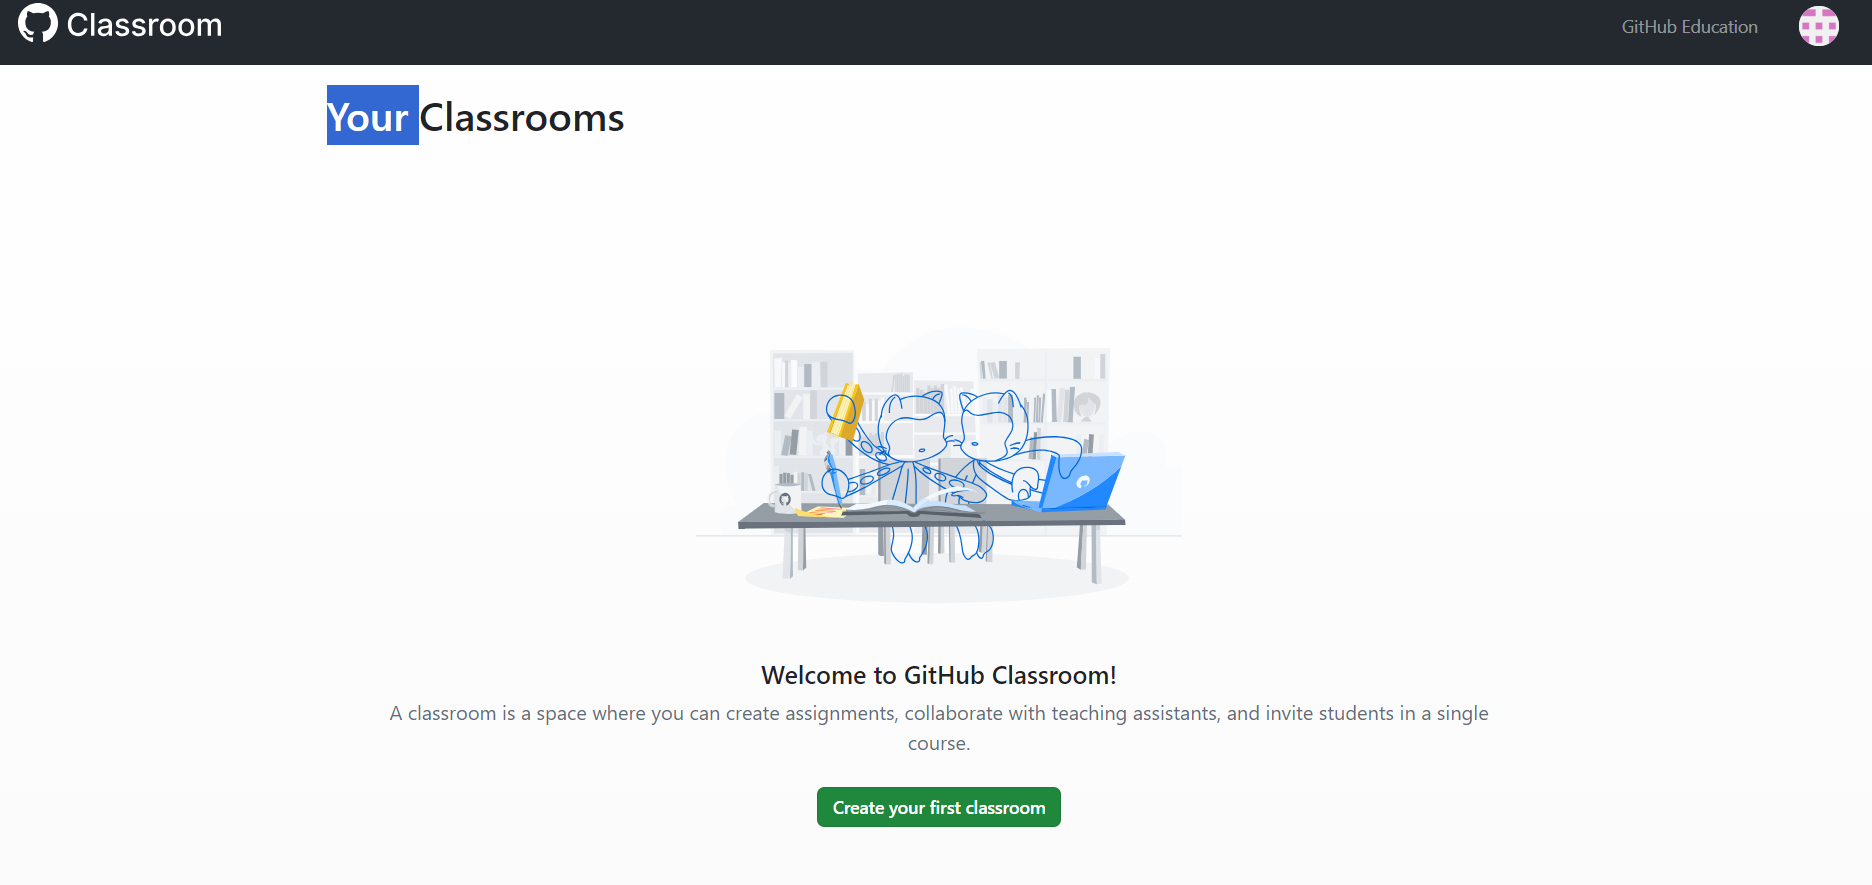 Classroom
GitHub Education
Your Classrooms
Welcome to GitHub Classroom!
A classroom is a space where you can create assignments, collaborate with teaching assistants, and invite students in a single
course.
Create your first classroom